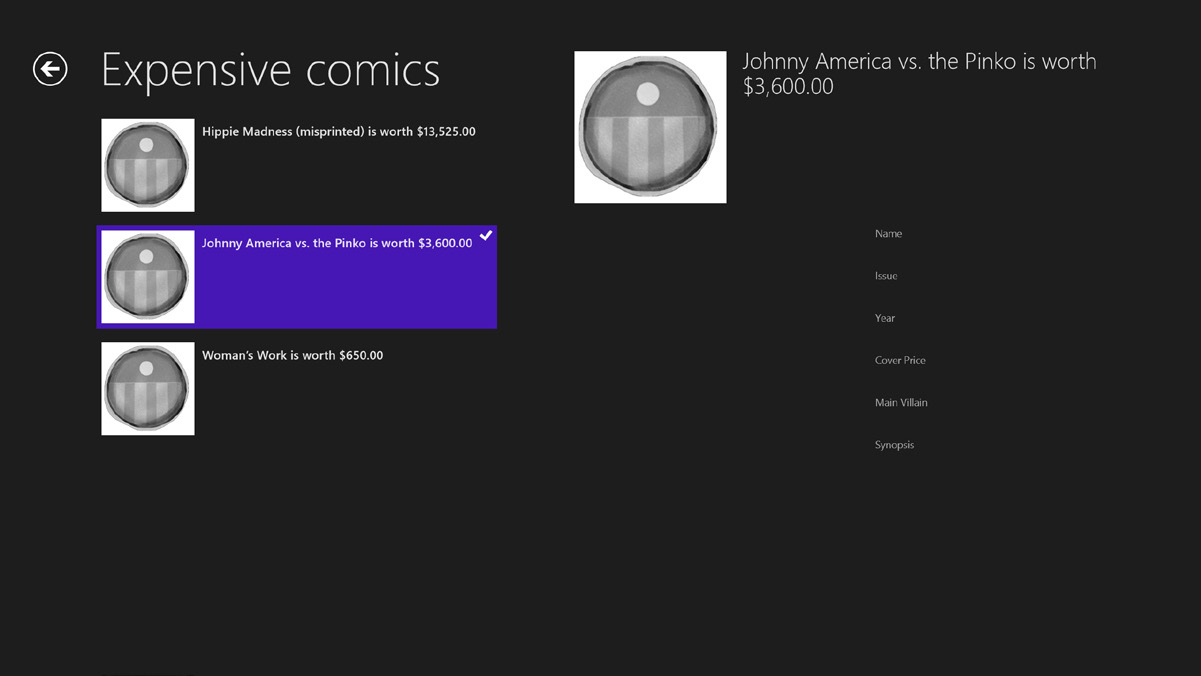 Expensive comics
Hippie Madness (misprinted) is worth $13,525.00
Johnny America vs. the Pinko is worth $3,600.00
Woman's Work is worth $650.00
Johnny America vs. the Pinko is worth
$3,600.00
Name
Issue
Year
Cover Price
Main Villain
Synopsis